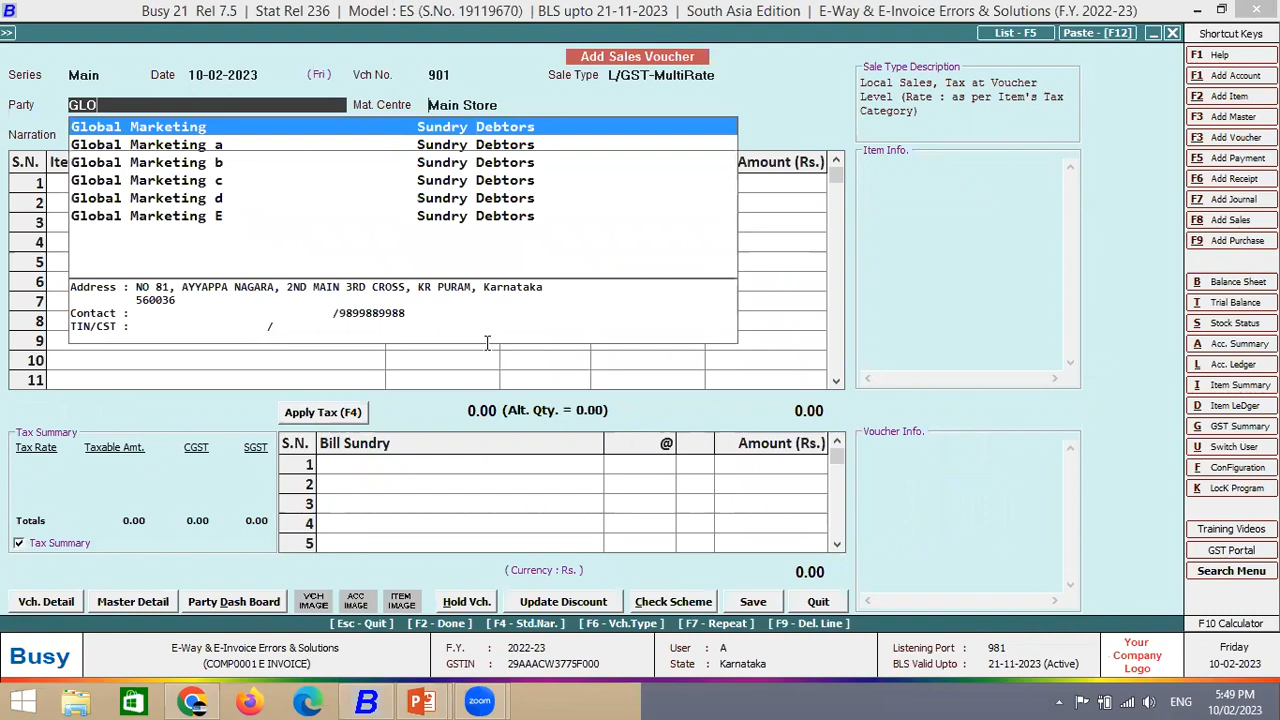 Busy 21 Rel 7.5 | Stat Rel 236 | Model : ES (S.No. 19119670) | BLS upto 21-11-2023 | South Asia Edition | E-Way & E-Invoice Errors & Solutions (F.Y. 2022-23)
>> List - F5 Paste - [F12] Shortcut Keys
Add Sales Voucher
Series Main Date 10-02-2023 (Fri) Vch No. 901 Sale Type L/GST-MultiRate
Party GLO Mat. Centre Main Store
Narration
Sale Type Description
Local Sales, Tax at Voucher
Level (Rate : as per Item's Tax
Category)
Global Marketing Sundry Debtors
Global Marketing a Sundry Debtors
Global Marketing b Sundry Debtors
Global Marketing c Sundry Debtors
Global Marketing d Sundry Debtors
Global Marketing E Sundry Debtors
Address : NO 81, AYYAPPA NAGARA, 2ND MAIN 3RD CROSS, KR PURAM, Karnataka
560036
Contact : /9899889988
TIN/CST : /
S.N. Ite Amount (Rs.)
1
2
3
4
5
6
7
8
9
10
11
Item Info.
Apply Tax (F4) 0.00 (Alt. Qty. = 0.00) 0.00
Tax Summary
Tax Rate Taxable Amt. CGST SGST
Totals 0.00 0.00 0.00
Tax Summary
S.N. Bill Sundry @ Amount (Rs.)
1
2
3
4
5
( Currency : Rs. ) 0.00
Voucher Info.
Vch. Detail Master Detail Party Dash Board VCH IMAGE ACC IMAGE ITEM IMAGE Hold Vch. Update Discount Check Scheme Save Quit
[ Esc - Quit ] [ F2 - Done ] [ F4 - Std.Nar. ] [ F6 - Vch.Type ] [ F7 - Repeat ] [ F9 - Del. Line ]
F1 Help
F1 Add Account
F2 Add Item
F3 Add Master
F3 Add Voucher
F5 Add Payment
F6 Add Receipt
F7 Add Journal
F8 Add Sales
F9 Add Purchase
B Balance Sheet
T Trial Balance
S Stock Status
A Acc. Summary
L Acc. Ledger
I Item Summary
D Item LeDger
G GST Summary
U Switch User
F ConFiguration
K LocK Program
Training Videos
GST Portal
Search Menu
F10 Calculator
Busy
E-Way & E-Invoice Errors & Solutions
(COMP0001 E INVOICE)
F.Y. : 2022-23
GSTIN : 29AAACW3775F000
User : A
State : Karnataka
Listening Port : 981
BLS Valid Upto : 21-11-2023 (Active)
Your
Company
Logo
Friday
10-02-2023
B zoom ENG 5:49 PM
10/02/2023